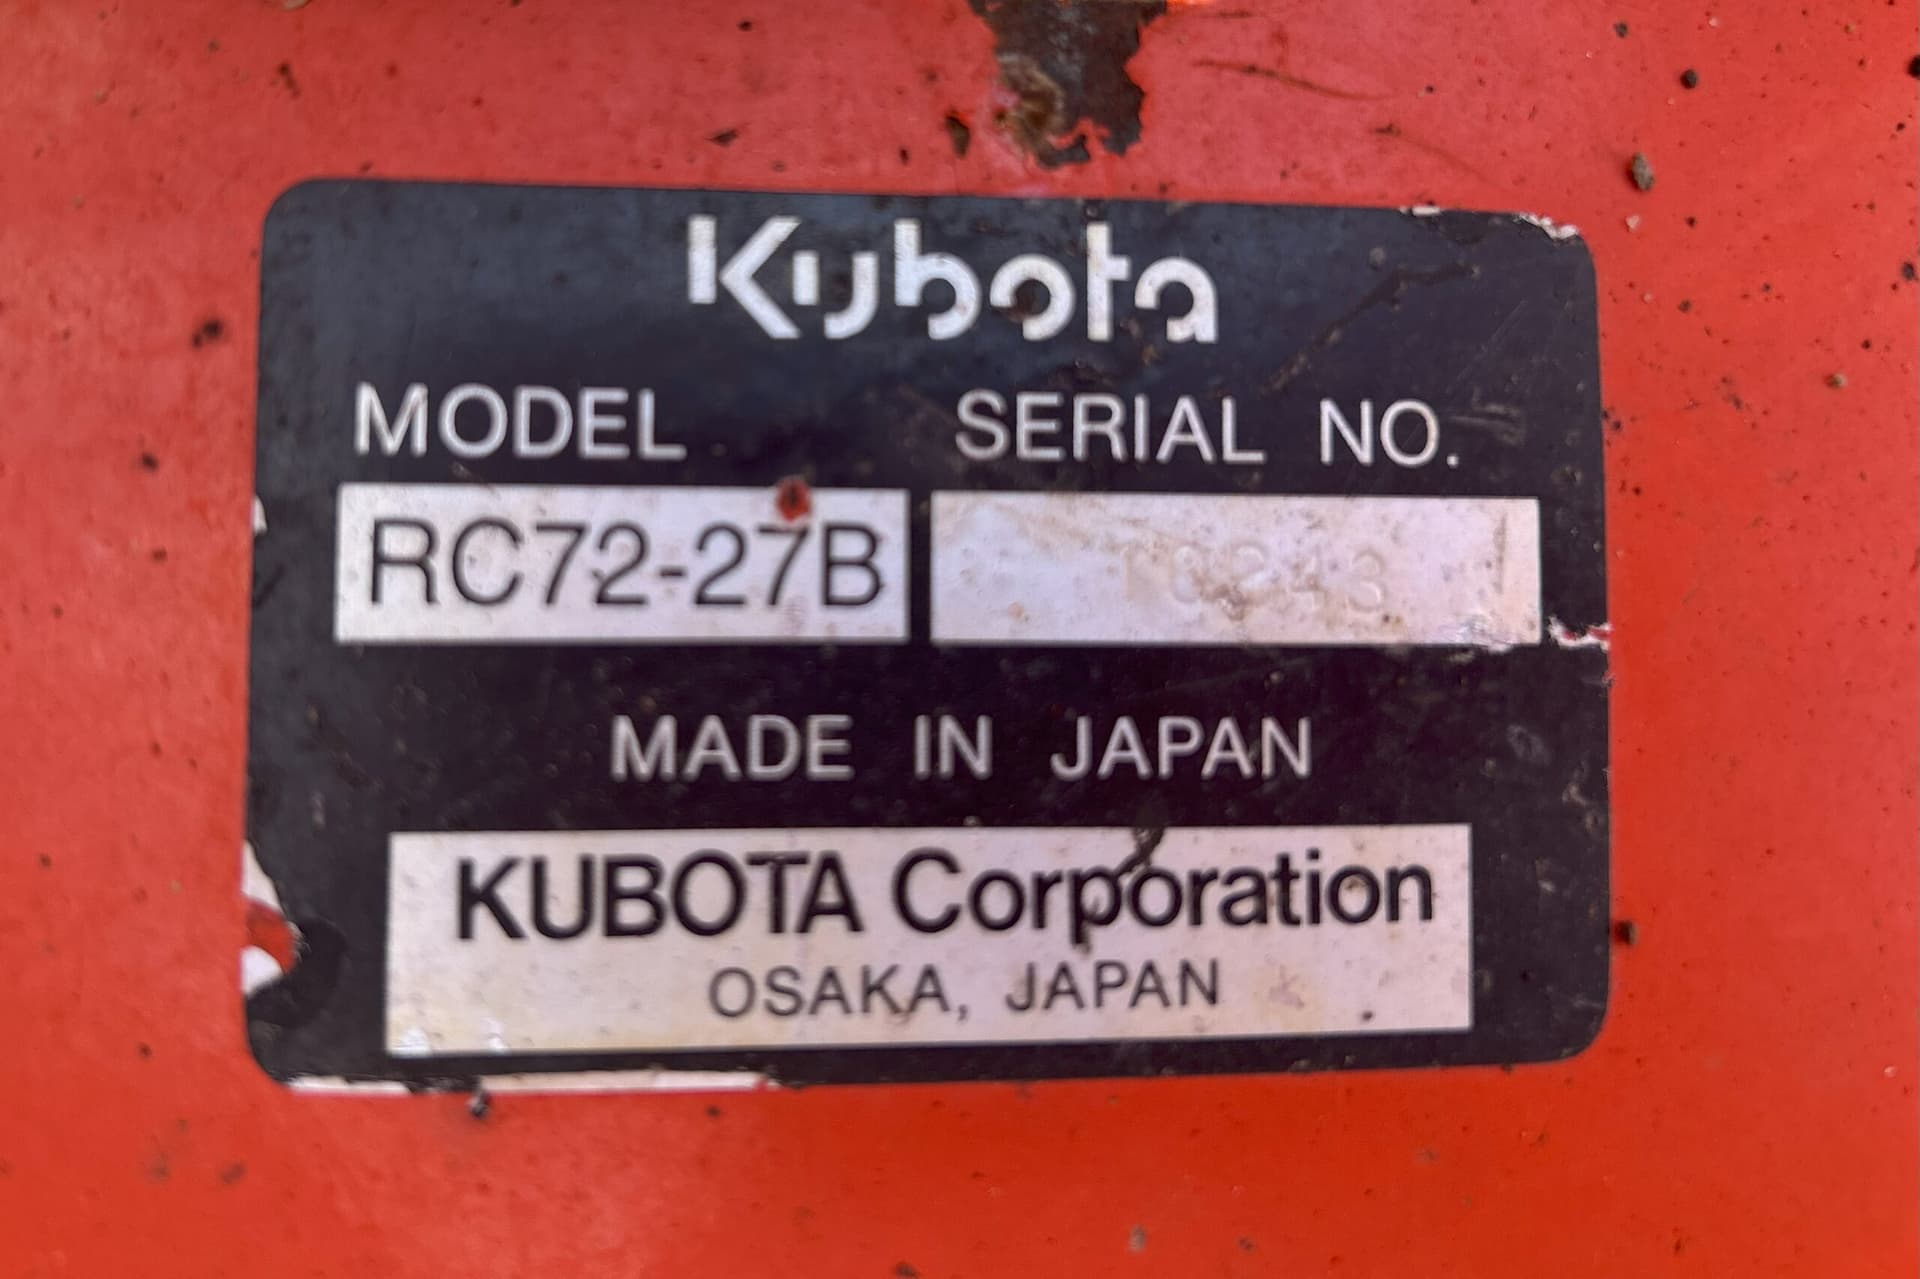 Kubota
MODEL SERIAL NO.
RC72-27B
MADE IN JAPAN
KUBOTA Corporation
OSAKA, JAPAN